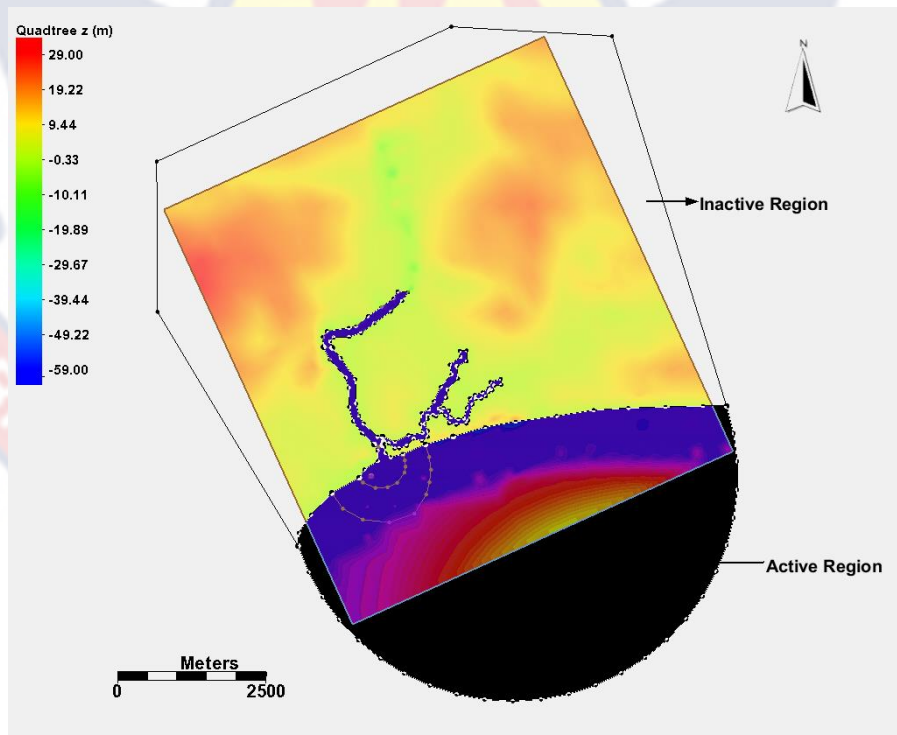 Quadtree z (m)
29.00
19.22
9.44
-0.33
-10.11
-19.89
-29.67
-39.44
-49.22
-59.00
N
Inactive Region
Active Region
Meters
0 2500